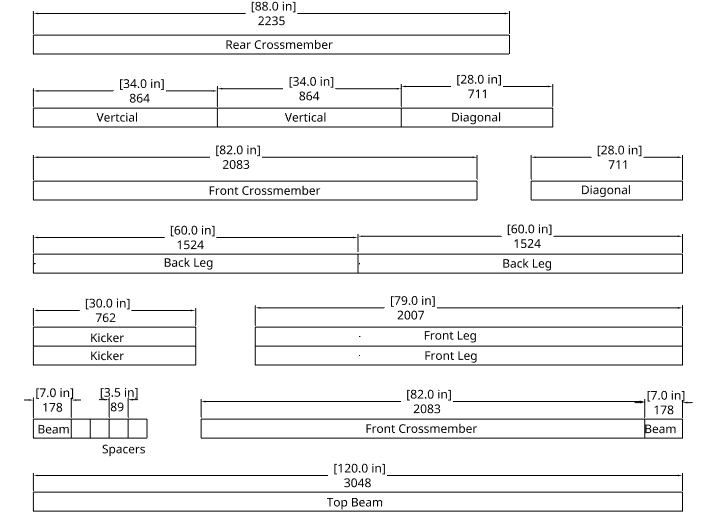 [88.0 in]
2235
Rear Crossmember
[34.0 in] [34.0 in] [28.0 in]
864 864 711
Vertcial Vertical Diagonal
[82.0 in] [28.0 in]
2083 711
Front Crossmember Diagonal
[60.0 in] [60.0 in]
1524 1524
Back Leg Back Leg
[30.0 in] [79.0 in]
762 2007
Kicker Front Leg
Kicker Front Leg
[7.0 in] [3.5 in] [82.0 in] [7.0 in]
178 89 2083 178
Beam Front Crossmember Beam
Spacers
[120.0 in]
3048
Top Beam